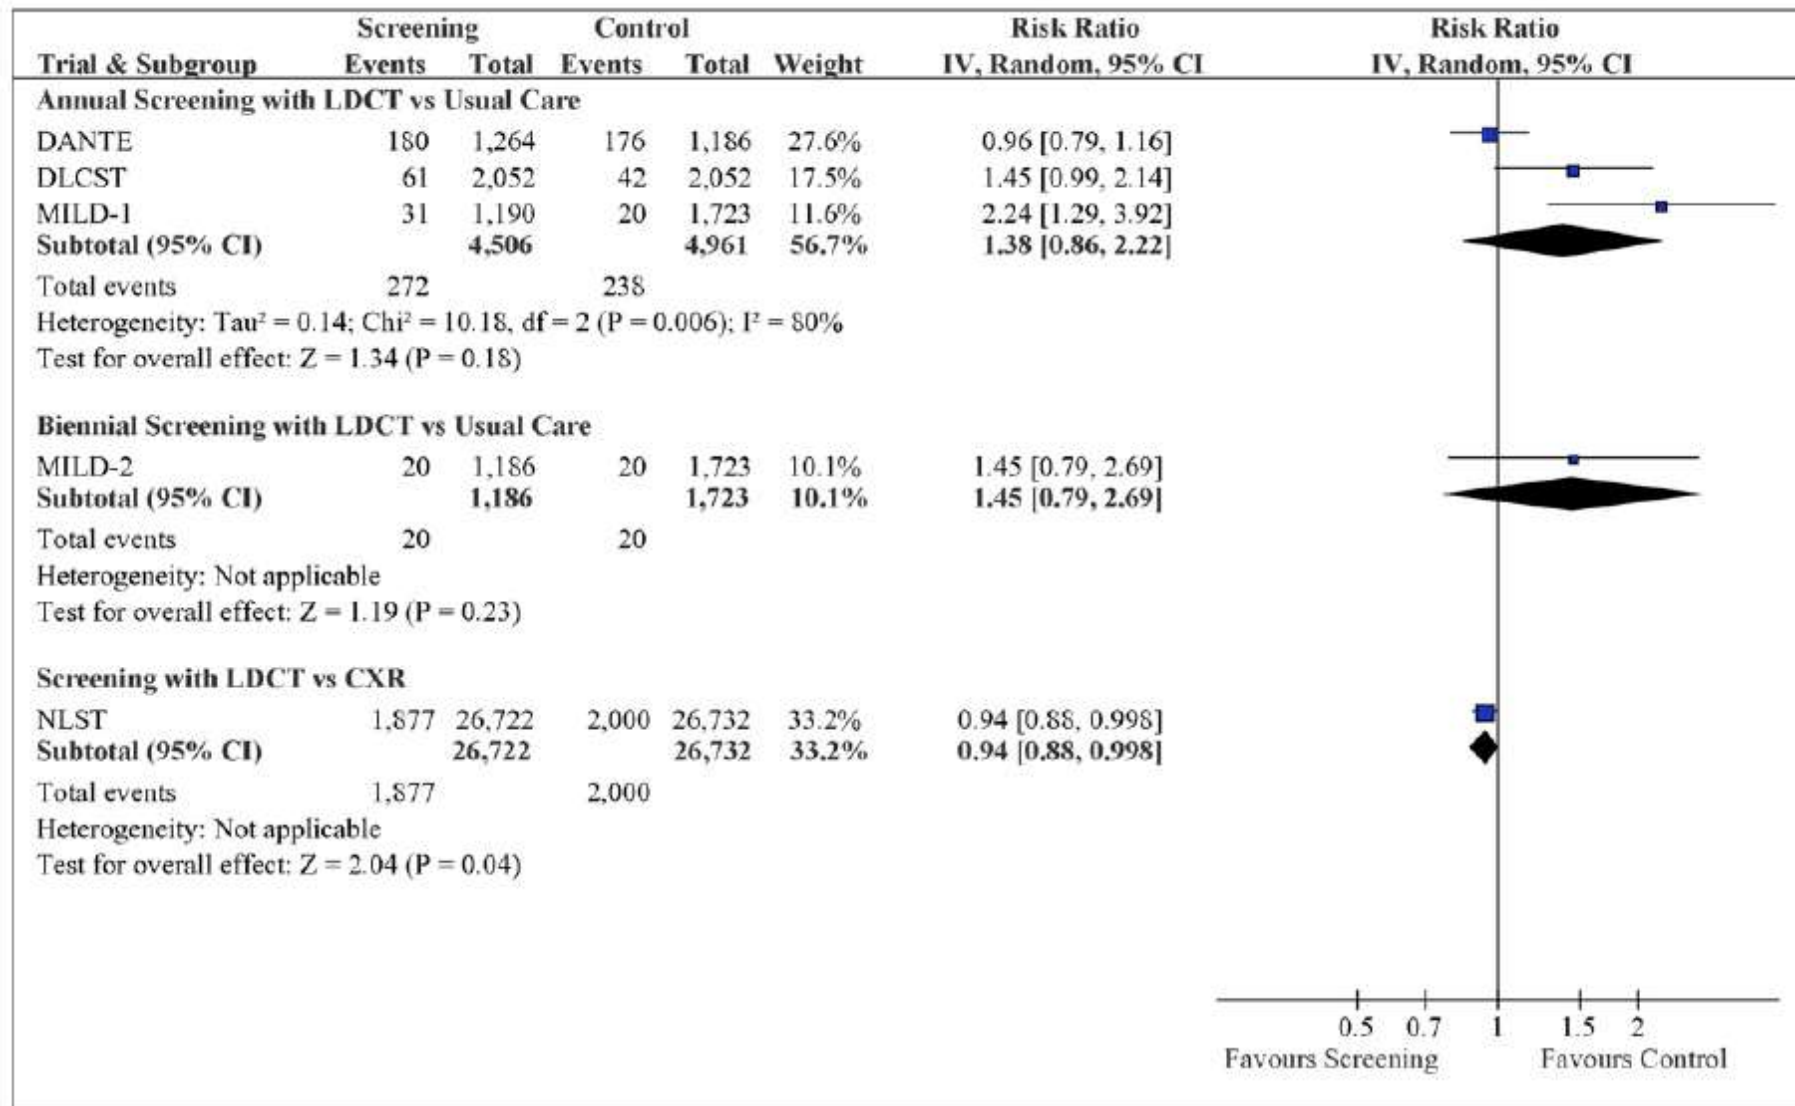 Screening Control Risk Ratio Risk Ratio
Trial & Subgroup Events Total Events Total Weight IV, Random, 95% CI IV, Random, 95% CI
Annual Screening with LDCT vs Usual Care
DANTE 180 1,264 176 1,186 27.6% 0.96 [0.79, 1.16]
DLCST 61 2,052 42 2,052 17.5% 1.45 [0.99, 2.14]
MILD-1 31 1,190 20 1,723 11.6% 2.24 [1.29, 3.92]
Subtotal (95% CI) 4,506 4,961 56.7% 1.38 [0.86, 2.22]
Total events 272 238
Heterogeneity: Tau² = 0.14; Chi² = 10.18, df = 2 (P = 0.006); I² = 80%
Test for overall effect: Z = 1.34 (P = 0.18)
Biennial Screening with LDCT vs Usual Care
MILD-2 20 1,186 20 1,723 10.1% 1.45 [0.79, 2.69]
Subtotal (95% CI) 1,186 1,723 10.1% 1.45 [0.79, 2.69]
Total events 20 20
Heterogeneity: Not applicable
Test for overall effect: Z = 1.19 (P = 0.23)
Screening with LDCT vs CXR
NLST 1,877 26,722 2,000 26,732 33.2% 0.94 [0.88, 0.998]
Subtotal (95% CI) 26,722 26,732 33.2% 0.94 [0.88, 0.998]
Total events 1,877 2,000
Heterogeneity: Not applicable
Test for overall effect: Z = 2.04 (P = 0.04)
0.5 0.7 1 1.5 2
Favours Screening Favours Control